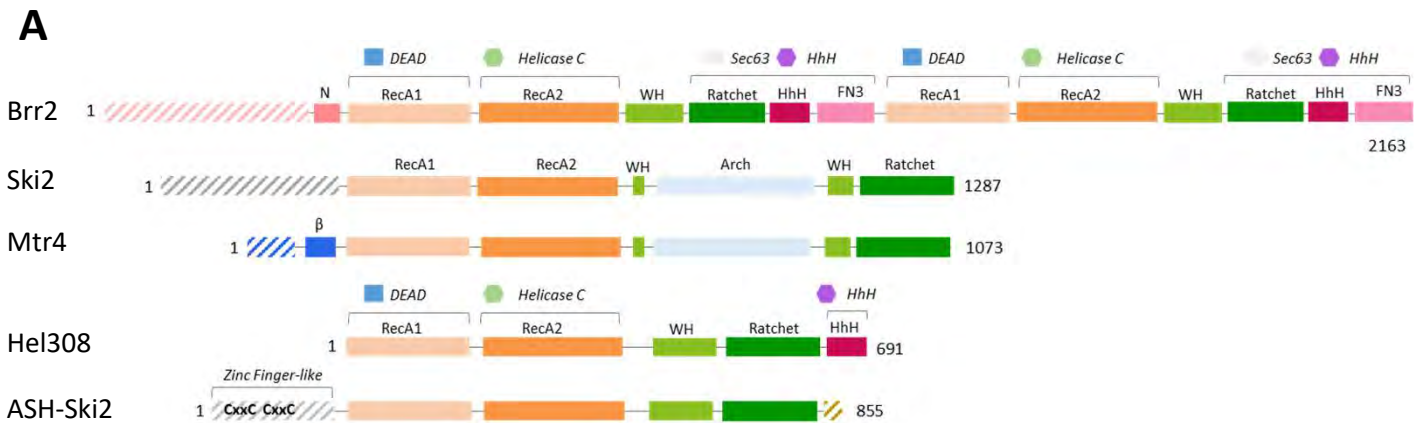 A
DEAD Helicase C Sec63 HhH DEAD Helicase C Sec63 HhH
N RecA1 RecA2 WH Ratchet HhH FN3 RecA1 RecA2 WH Ratchet HhH FN3
Brr2 1
2163
RecA1 RecA2 WH Arch WH Ratchet
Ski2 1 1287
β
Mtr4 1 1073
DEAD Helicase C HhH
RecA1 RecA2 WH Ratchet HhH
Hel308 1 691
Zinc Finger-like
ASH-Ski2 1 CxxC CxxC 855